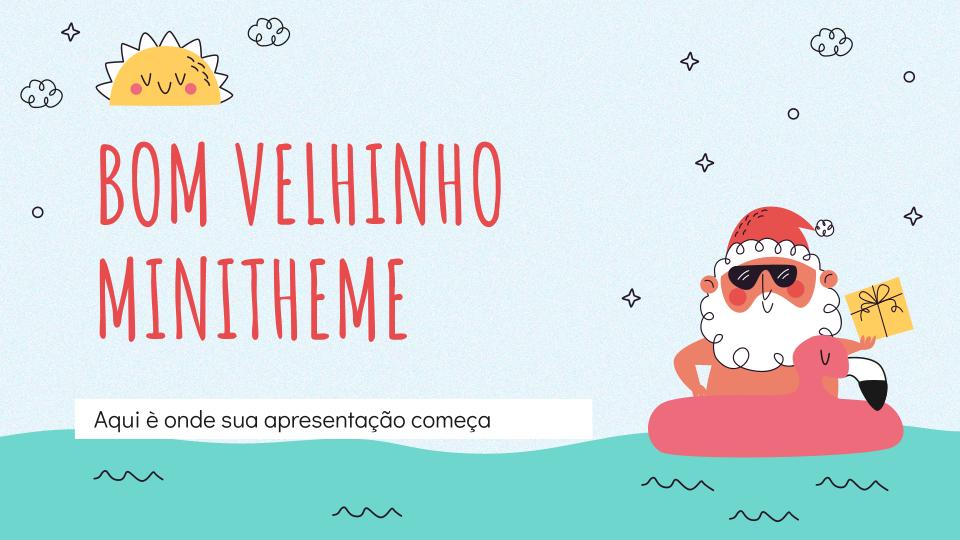 BOM VELHINHO
MINITHEME
Aqui è onde sua apresentação começa